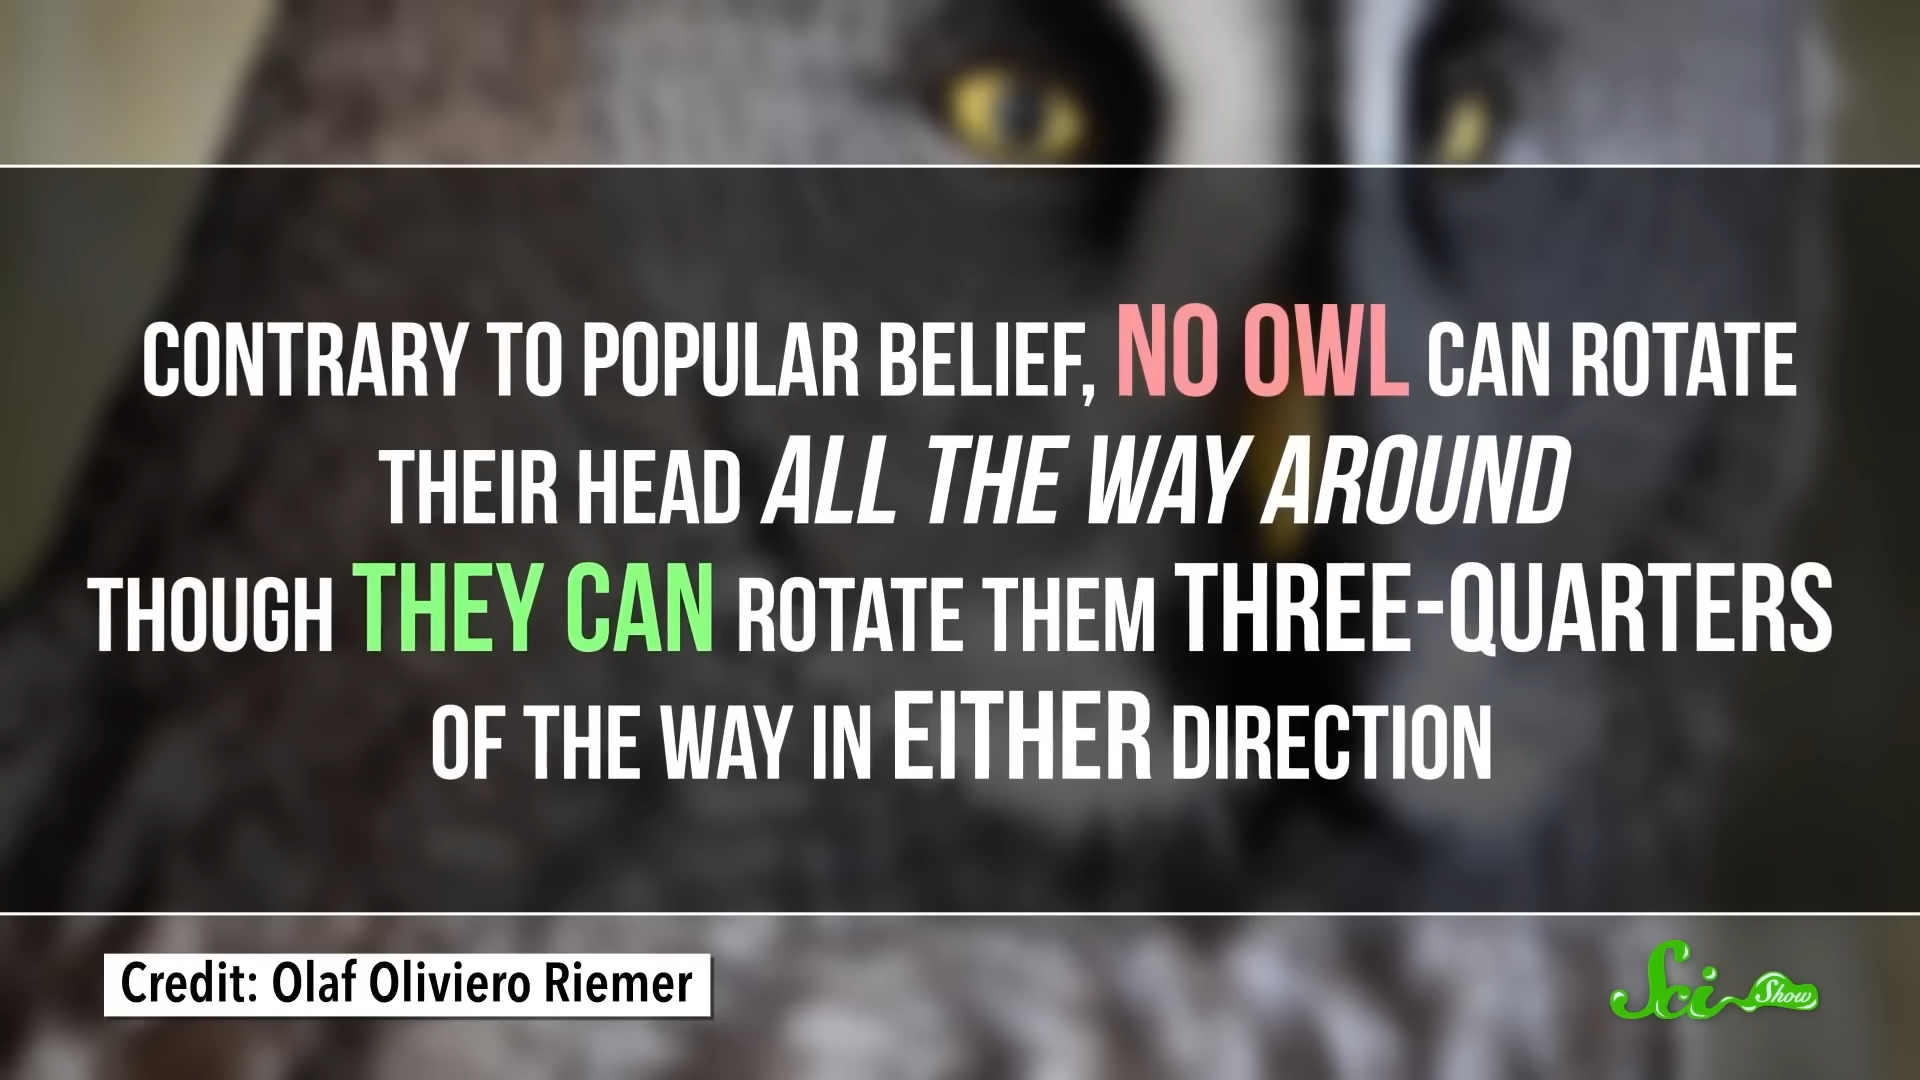 CONTRARY TO POPULAR BELIEF, NO OWL CAN ROTATE
THEIR HEAD ALL THE WAY AROUND
THOUGH THEY CAN ROTATE THEM THREE-QUARTERS
OF THE WAY IN EITHER DIRECTION
Credit: Olaf Oliviero Riemer
Sci Show